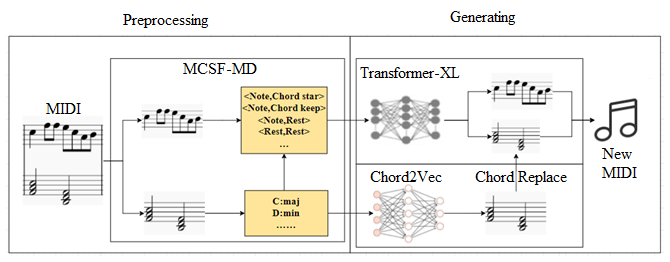 Preprocessing
Generating
MCSF-MD
MIDI
<Note,Chord star>
<Note,Chord keep>
<Note,Rest>
<Rest,Rest>
...
C:maj
D:min
......
Transformer-XL
Chord2Vec
Chord Replace
New
MIDI